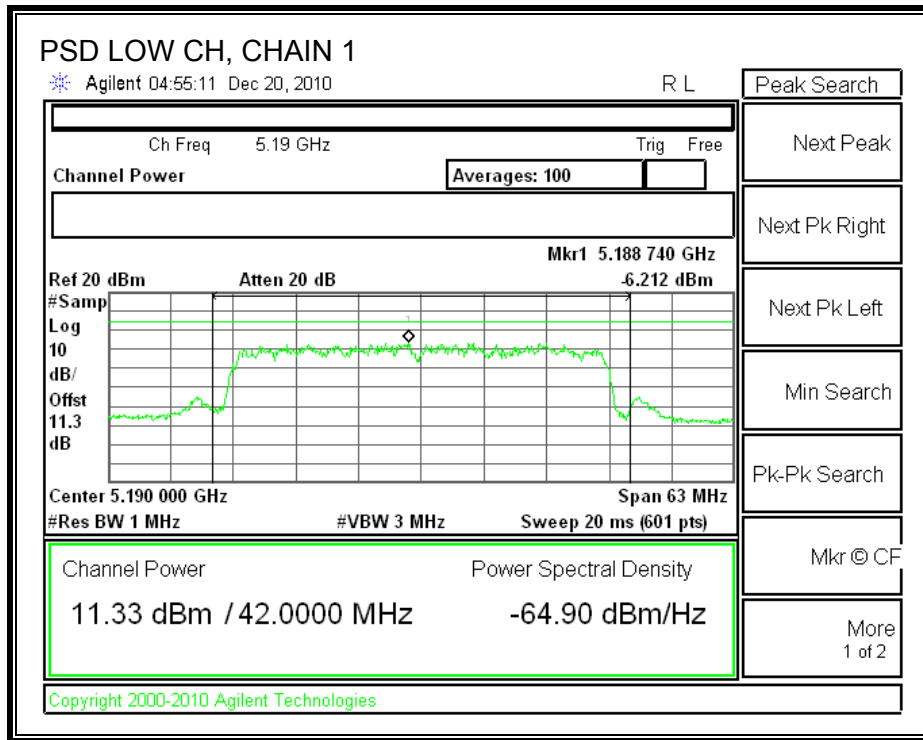 PSD LOW CH, CHAIN 1
Agilent 04:55:11 Dec 20, 2010 R L
Peak Search
Ch Freq 5.19 GHz Trig Free
Channel Power Averages: 100
Mkr1 5.188 740 GHz
Ref 20 dBm Atten 20 dB -6.212 dBm
#Samp
Log
10
dB/
Offst
11.3
dB
1
Center 5.190 000 GHz Span 63 MHz
#Res BW 1 MHz #VBW 3 MHz Sweep 20 ms (601 pts)
Channel Power Power Spectral Density
11.33 dBm / 42.0000 MHz -64.90 dBm/Hz
Next Peak
Next Pk Right
Next Pk Left
Min Search
Pk-Pk Search
Mkr © CF
More
1 of 2
Copyright 2000-2010 Agilent Technologies